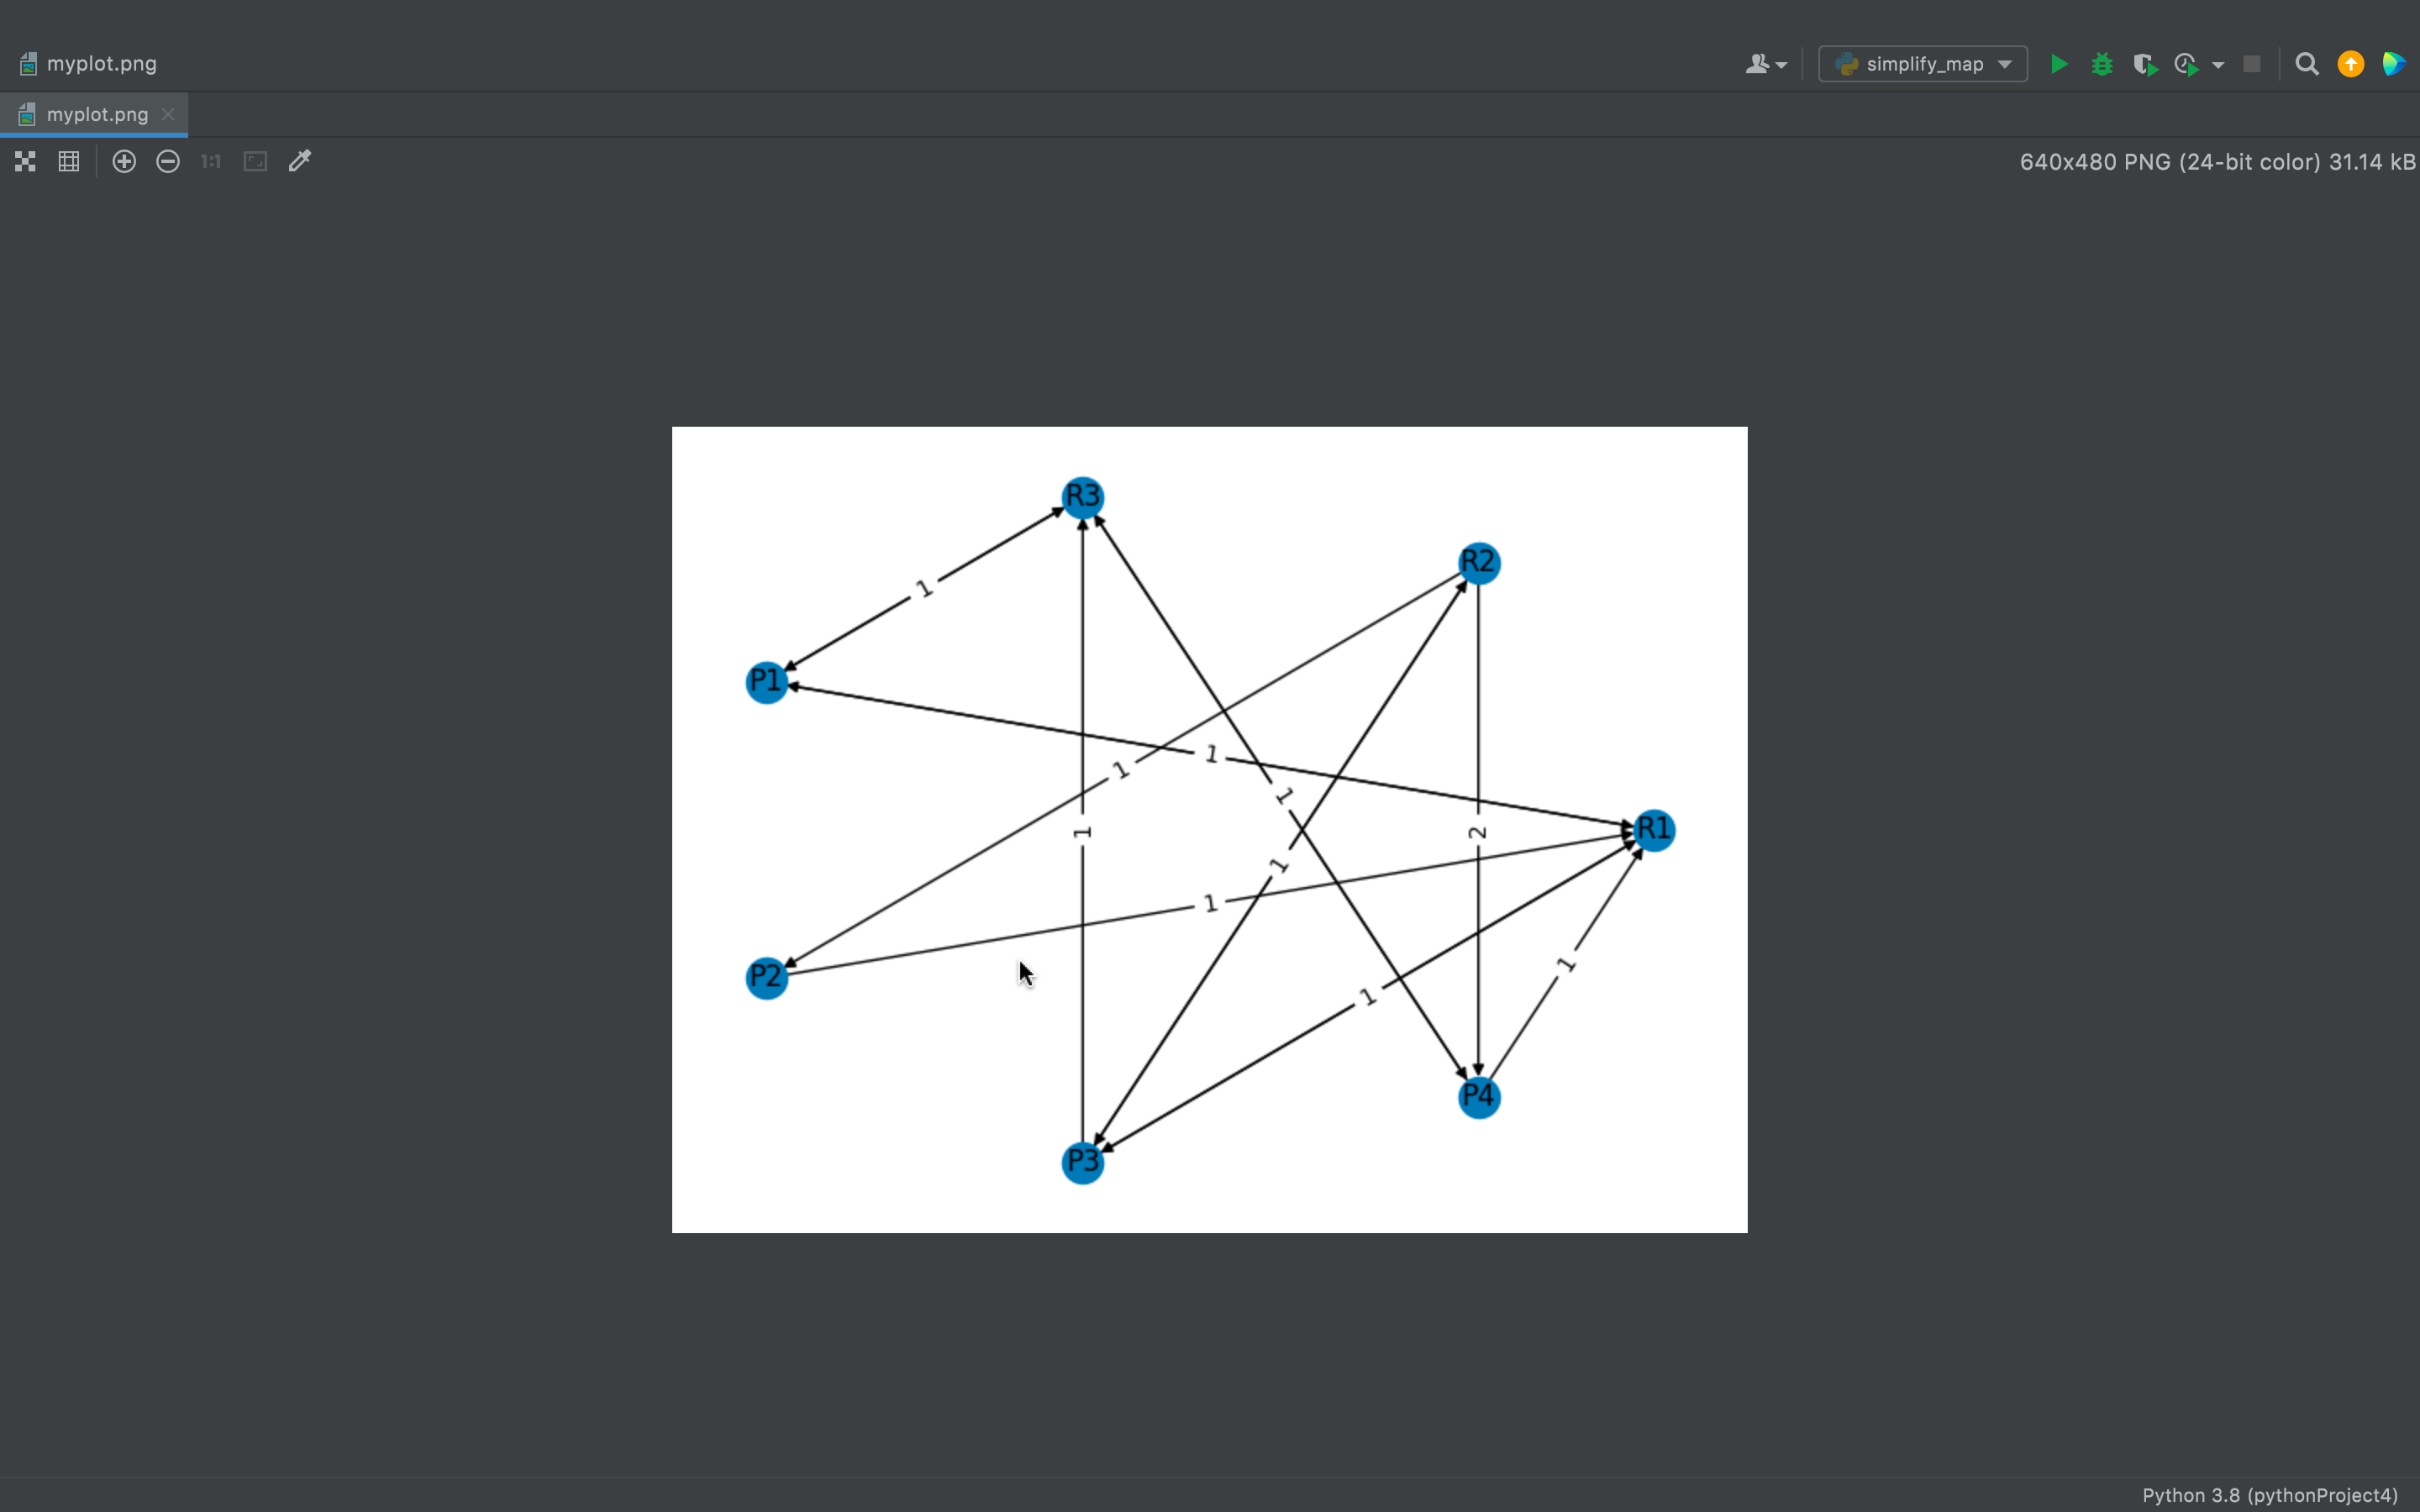 myplot.png
simplify_map
myplot.png
1:1
640x480 PNG (24-bit color) 31.14 kB
R3
R2
1
P1
1
1
1
1
2
R1
1
1
1
P2
1
P4
P3
Python 3.8 (pythonProject4)